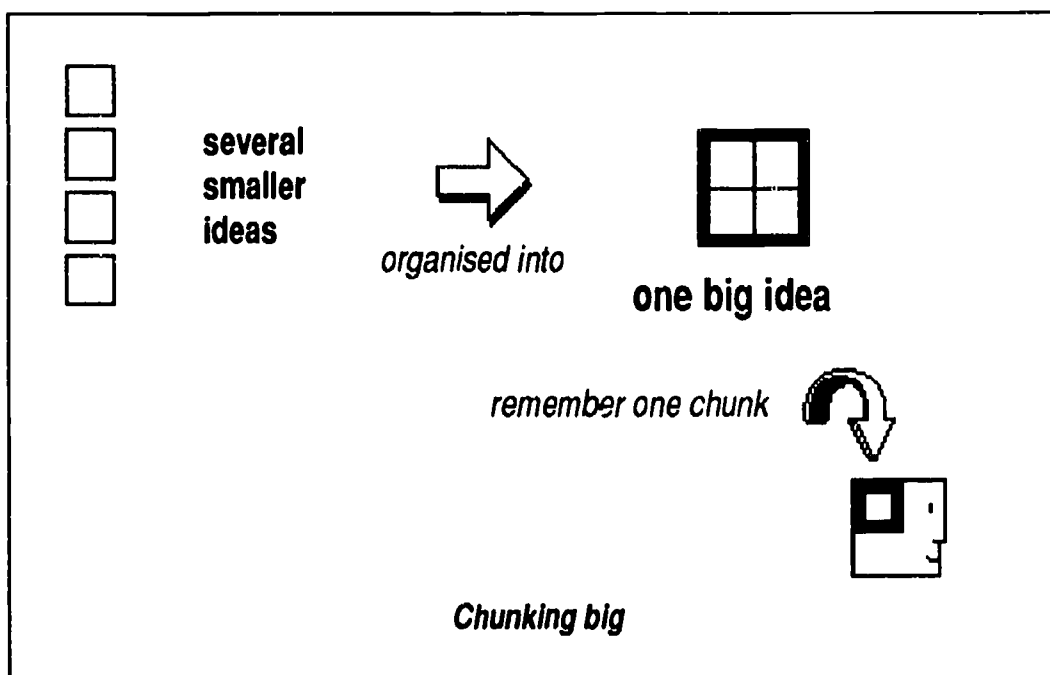 several
smaller
ideas
organised into
one big idea
remember one chunk
Chunking big